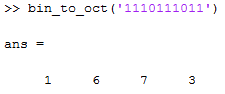 >> bin_to_oct('1110111011')
ans =
1 6 7 3